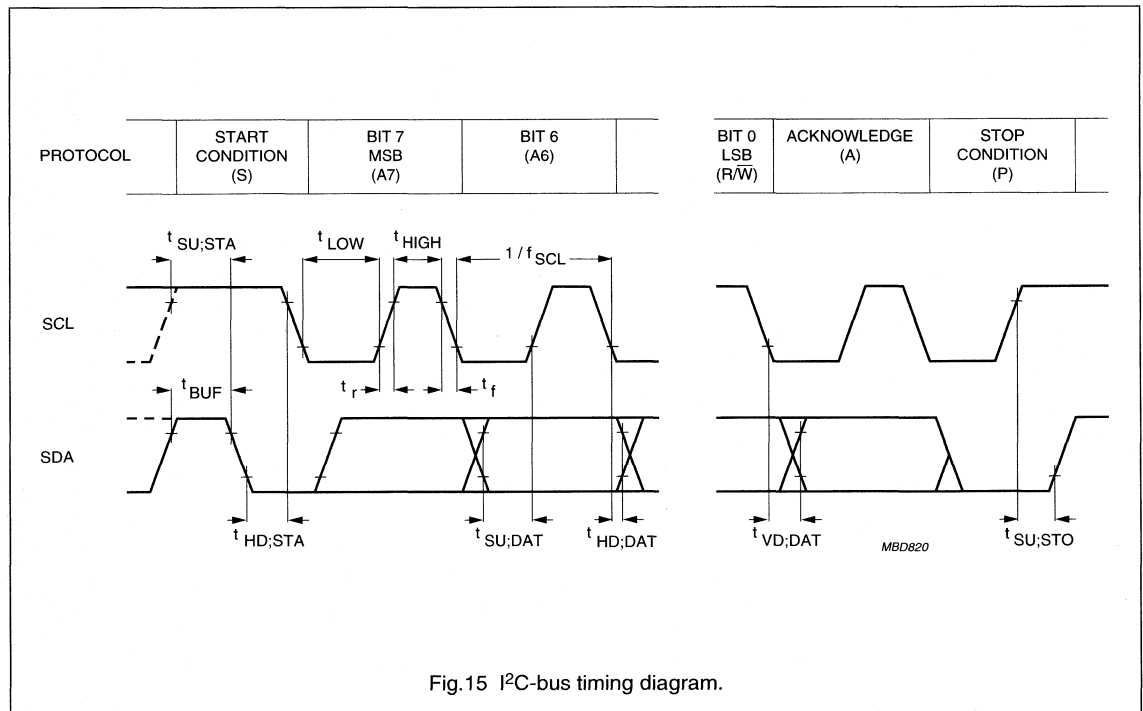 PROTOCOL
START
CONDITION
(S)
BIT 7
MSB
(A7)
BIT 6
(A6)
BIT 0
LSB
(R/W̅)
ACKNOWLEDGE
(A)
STOP
CONDITION
(P)
t SU;STA
t LOW
t HIGH
1 / f SCL
SCL
t BUF
t r
t f
SDA
t HD;STA
t SU;DAT
t HD;DAT
t VD;DAT
MBD820
t SU;STO
Fig.15 I²C-bus timing diagram.